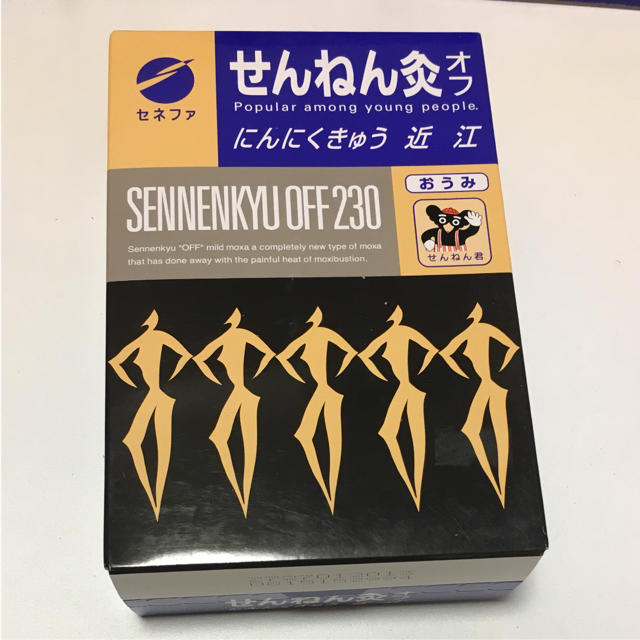 セネファ
せんねん灸オフ
Popular among young people.
にんにくきゅう 近江
SENNENKYU OFF 230
Sennenkyu "OFF" mild moxa a completely new type of moxa
that has done away with the painful heat of moxibustion.
おうみ
せんねん君
せんねん灸オフ